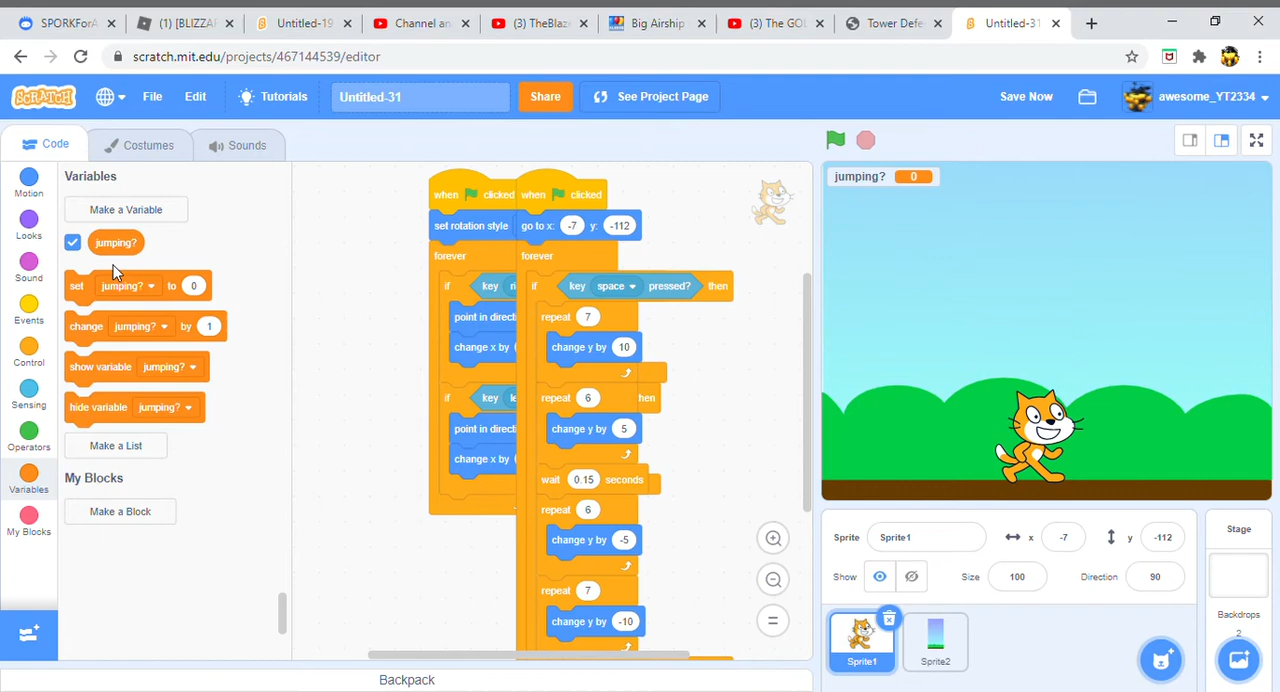 SPORKForA
(1) [BLIZZAR
Untitled-19
Channel an
(3) TheBlaze
Big Airship
(3) The GOL
Tower Defe
Untitled-31
scratch.mit.edu/projects/467144539/editor
SCRATCH
File
Edit
Tutorials
Untitled-31
Share
See Project Page
Save Now
awesome_YT2334
Code
Costumes
Sounds
Motion
Looks
Sound
Events
Control
Sensing
Operators
Variables
My Blocks
Variables
Make a Variable
jumping?
set jumping? to 0
change jumping? by 1
show variable jumping?
hide variable jumping?
Make a List
My Blocks
Make a Block
when clicked
set rotation style
forever
if key
point in direct
change x by
if key
then
point in direct
change x by
when clicked
go to x: -7 y: -112
forever
if key space pressed? then
repeat 7
change y by 10
repeat 6
change y by 5
wait 0.15 seconds
repeat 6
change y by -5
repeat 7
change y by -10
Backpack
jumping? 0
Sprite Sprite1 x -7 y -112
Show Size 100 Direction 90
Sprite1
Sprite2
Stage
Backdrops
2